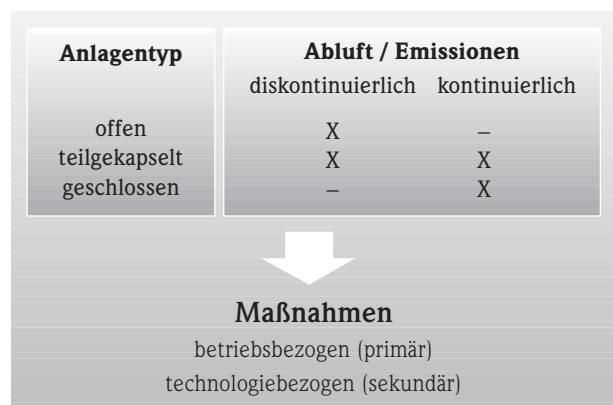 Anlagentyp Abluft / Emissionen
diskontinuierlich kontinuierlich
offen X –
teilgekapselt X X
geschlossen – X
Maßnahmen
betriebsbezogen (primär)
technologiebezogen (sekundär)